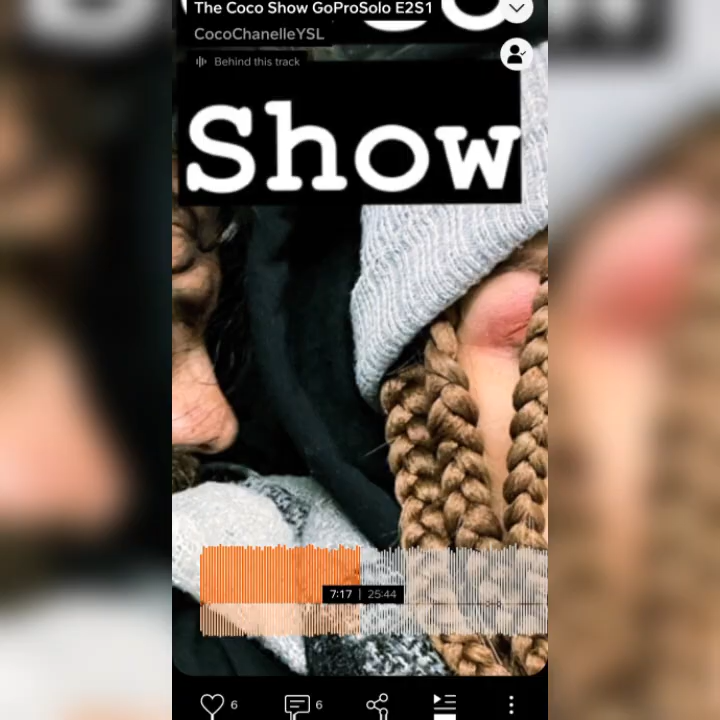 The Coco Show GoProSolo E2S1
CocoChanelleYSL
Behind this track
Show
7:17 | 25:44
6
6